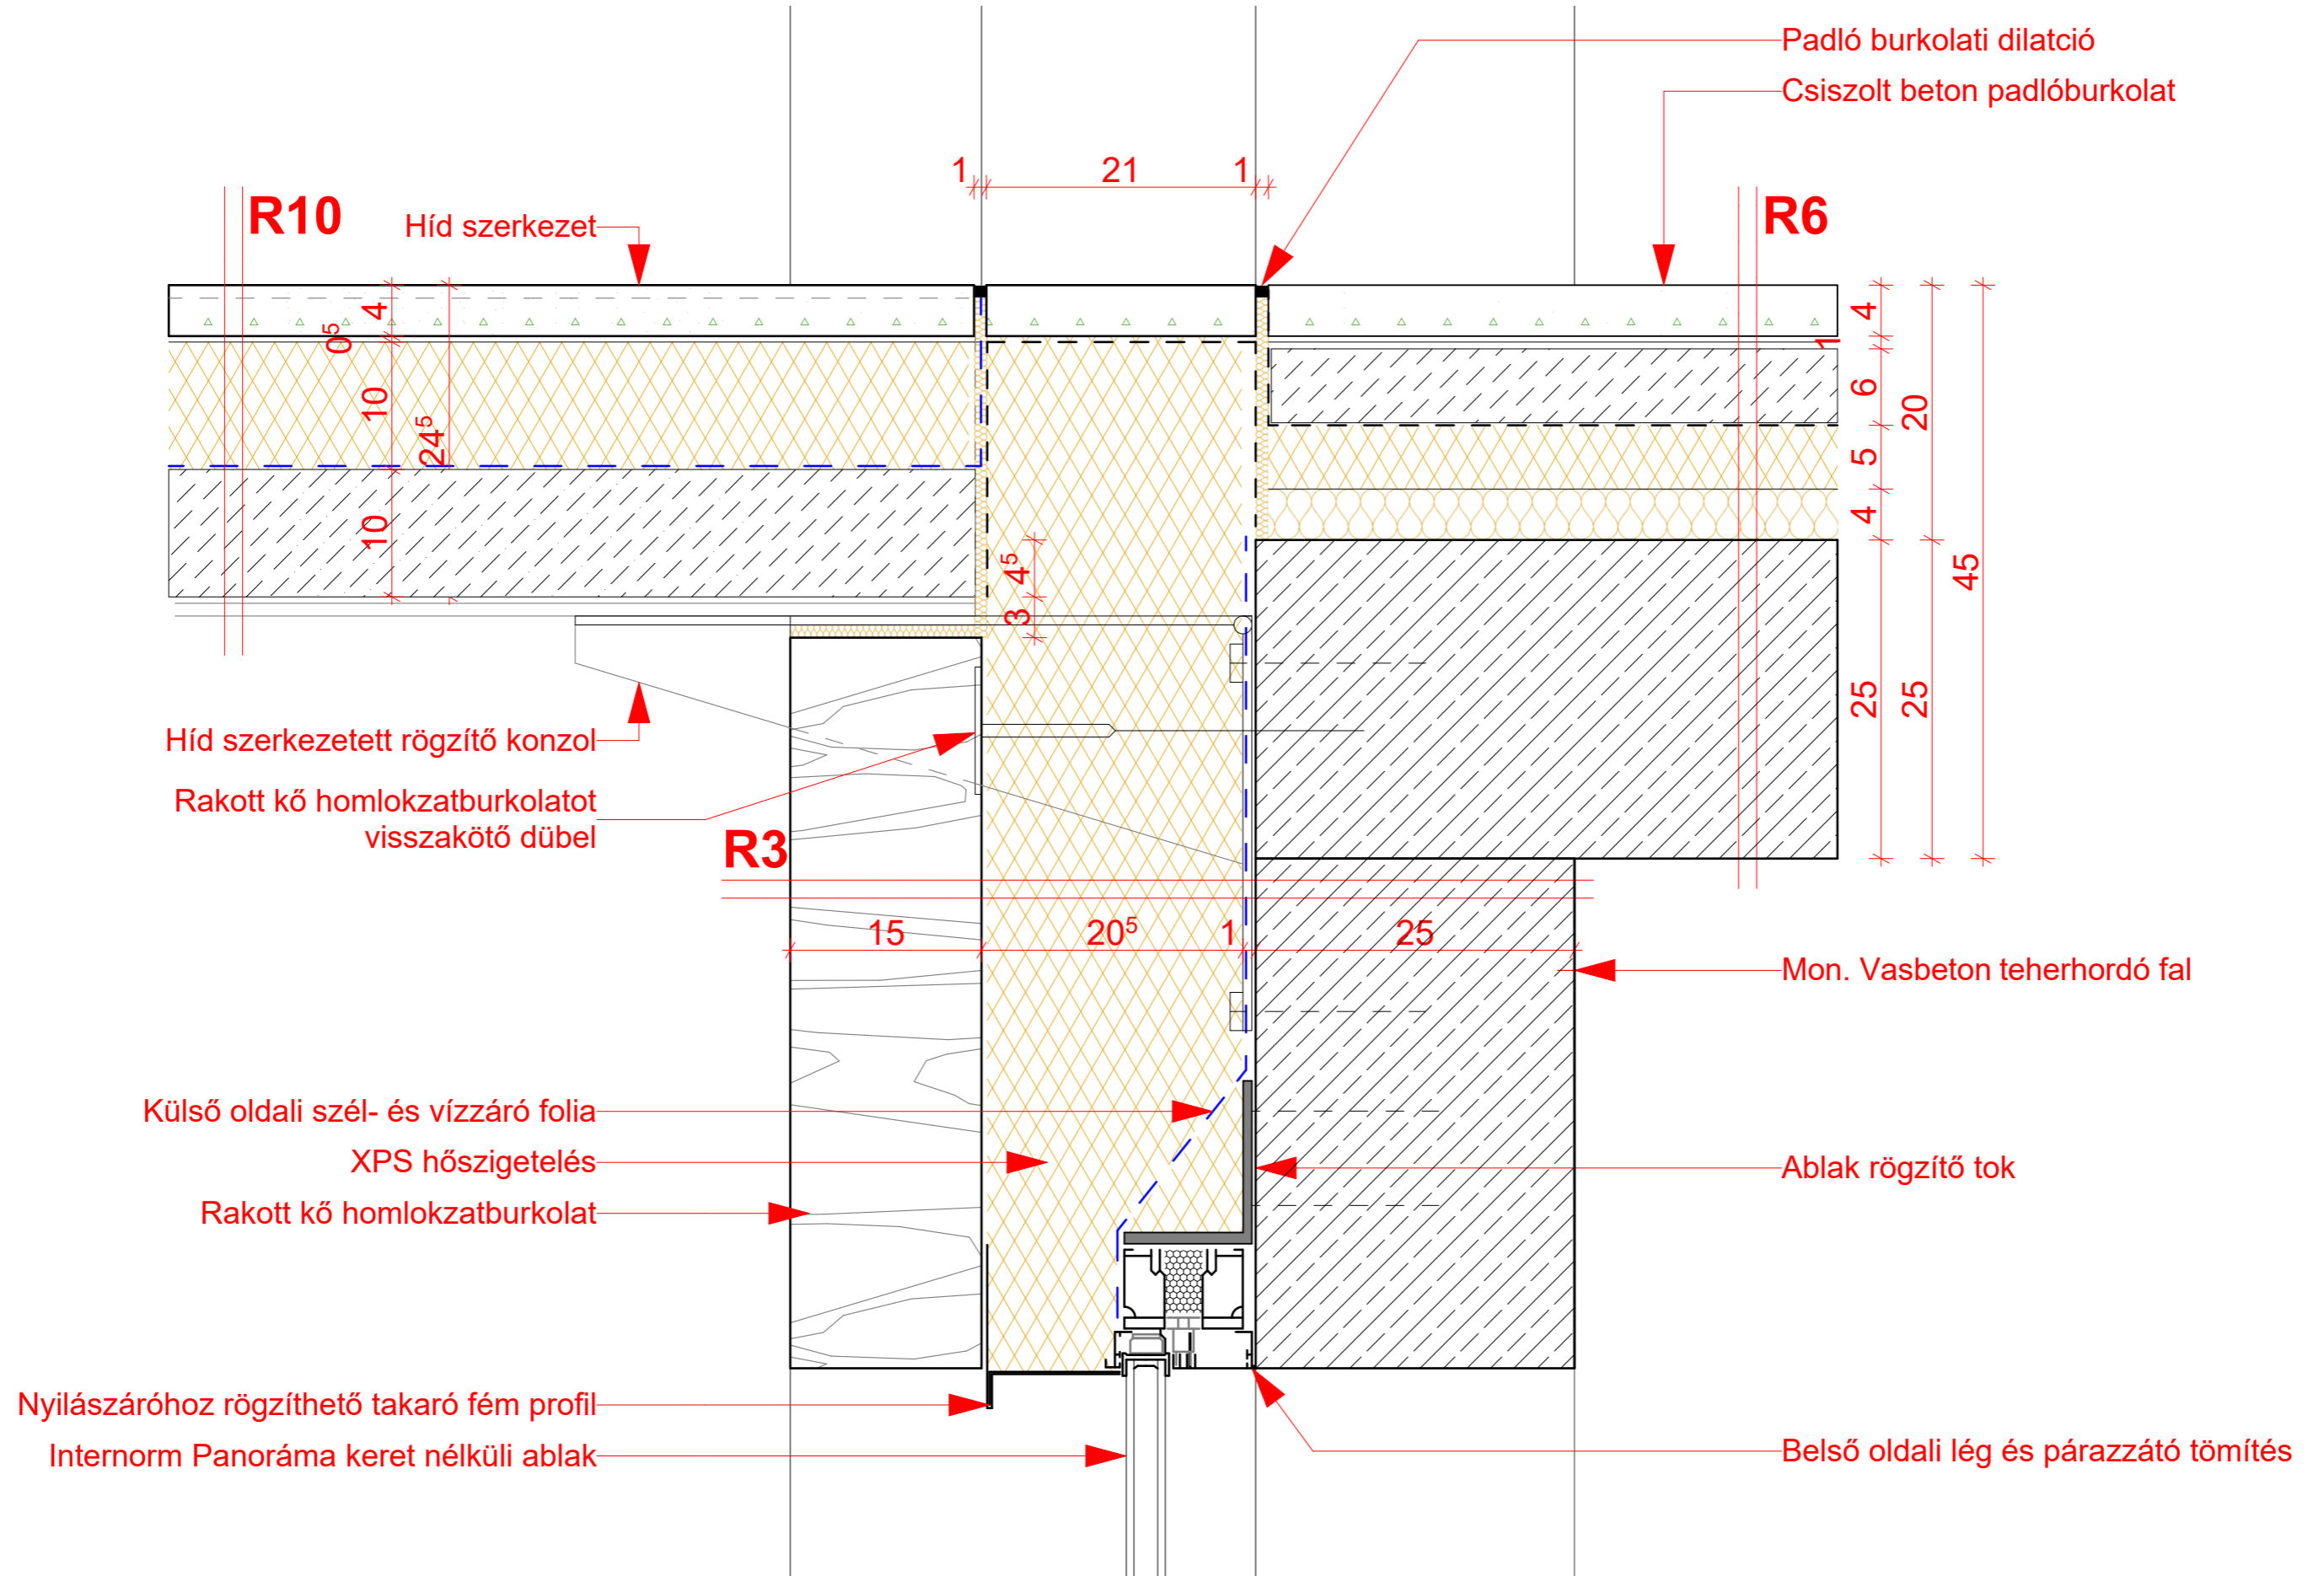 Padló burkolati dilatció
Csiszolt beton padlóburkolat
1 21 1
R10
Híd szerkezet
R6
4
0⁵
10
24⁵
10
4
1
6
5
4
20
45
25
25
4⁵
3
Híd szerkezetett rögzítő konzol
Rakott kő homlokzatburkolatot
visszakötő dübel
R3
15 20⁵ 1 25
Mon. Vasbeton teherhordó fal
Külső oldali szél- és vízzáró folia
XPS hőszigetelés
Ablak rögzítő tok
Rakott kő homlokzatburkolat
Nyilászáróhoz rögzíthető takaró fém profil
Internorm Panoráma keret nélküli ablak
Belső oldali lég és párazzátó tömítés